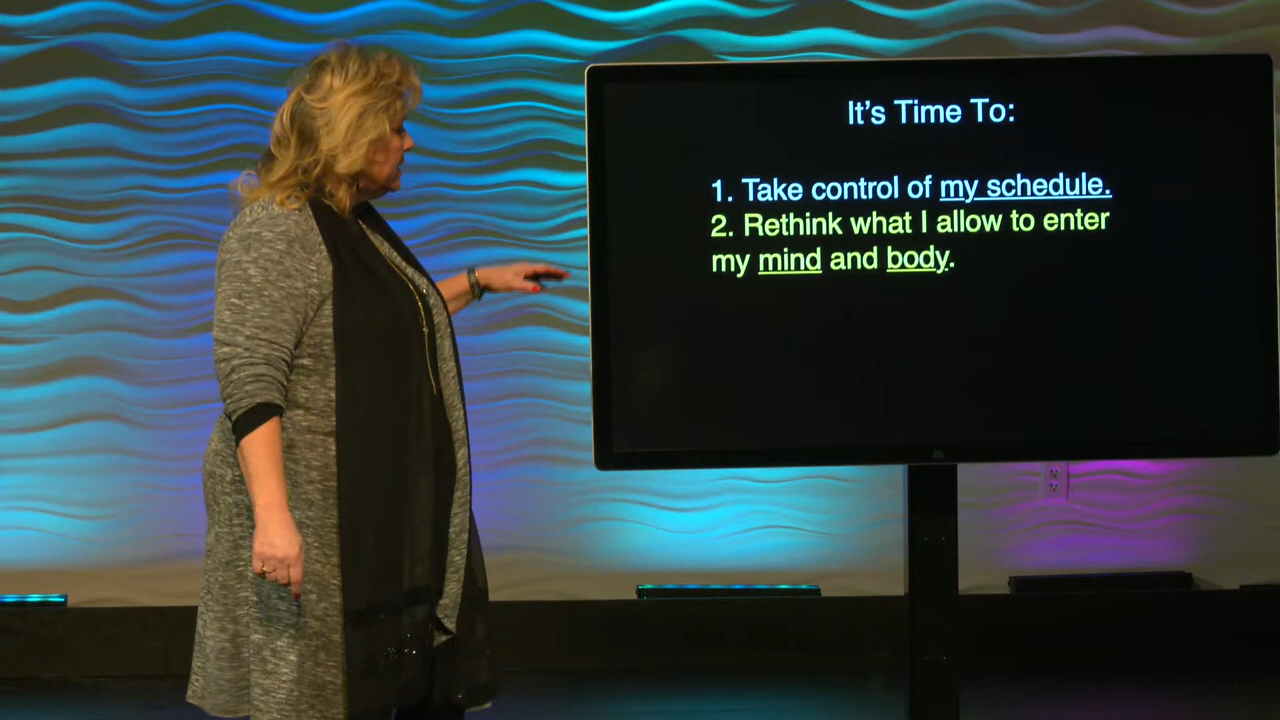 It's Time To:
1. Take control of my schedule.
2. Rethink what I allow to enter
my mind and body.